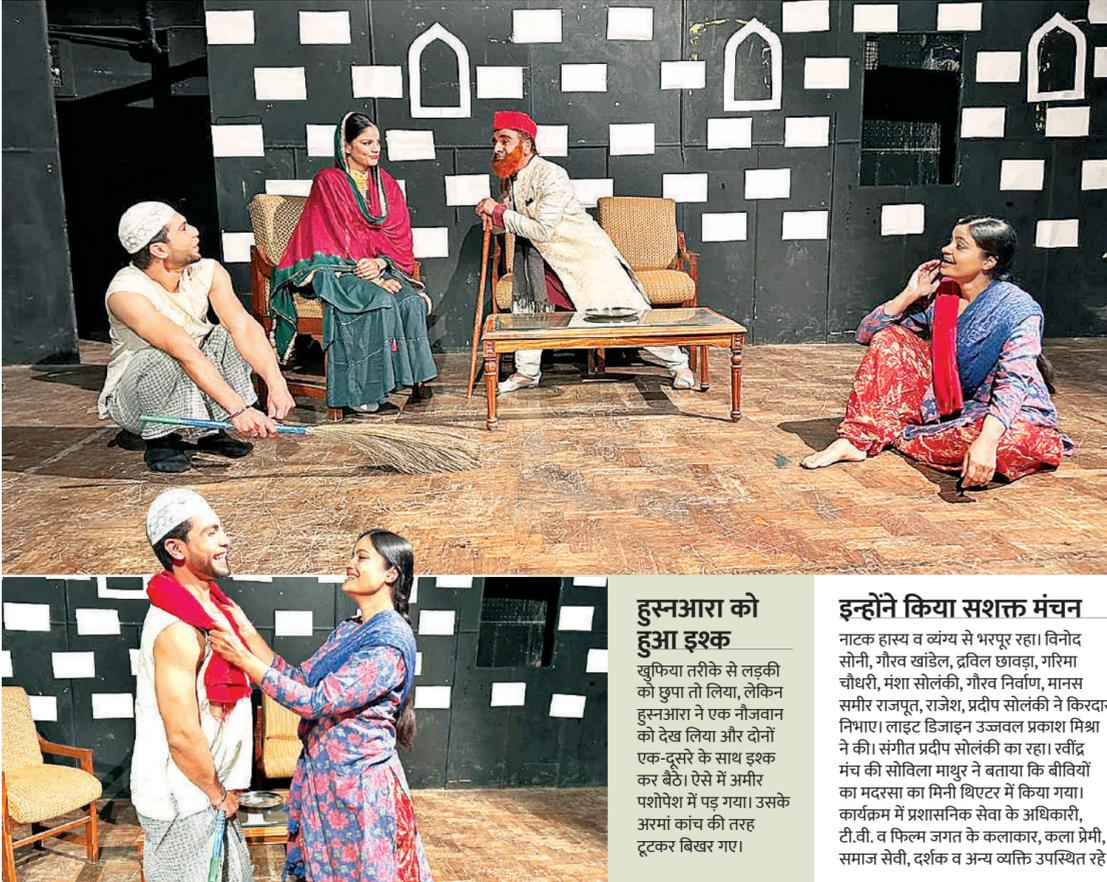 हुस्नआरा को
हुआ इश्क
खुफिया तरीके से लड़की
को छुपा तो लिया, लेकिन
हुस्नआरा ने एक नौजवान
को देख लिया और दोनों
एक-दूसरे के साथ इश्क
कर बैठे। ऐसे में अमीर
पशोपेश में पड़ गया। उसके
अरमां कांच की तरह
टूटकर बिखर गए।
इन्होंने किया सशक्त मंचन
नाटक हास्य व व्यंग्य से भरपूर रहा। विनोद
सोनी, गौरव खांडेल, द्रविल छावड़ा, गरिमा
चौधरी, मंशा सोलंकी, गौरव निर्वाण, मानस
समीर राजपूत, राजेश, प्रदीप सोलंकी ने किरदार
निभाए। लाइट डिजाइन उज्जवल प्रकाश मिश्रा
ने की। संगीत प्रदीप सोलंकी का रहा। रवींद्र
मंच की सोविला माथुर ने बताया कि बीवियों
का मदरसा का मिनी थिएटर में किया गया।
कार्यक्रम में प्रशासनिक सेवा के अधिकारी,
टी.वी. व फिल्म जगत के कलाकार, कला प्रेमी,
समाज सेवी, दर्शक व अन्य व्यक्ति उपस्थित रहे